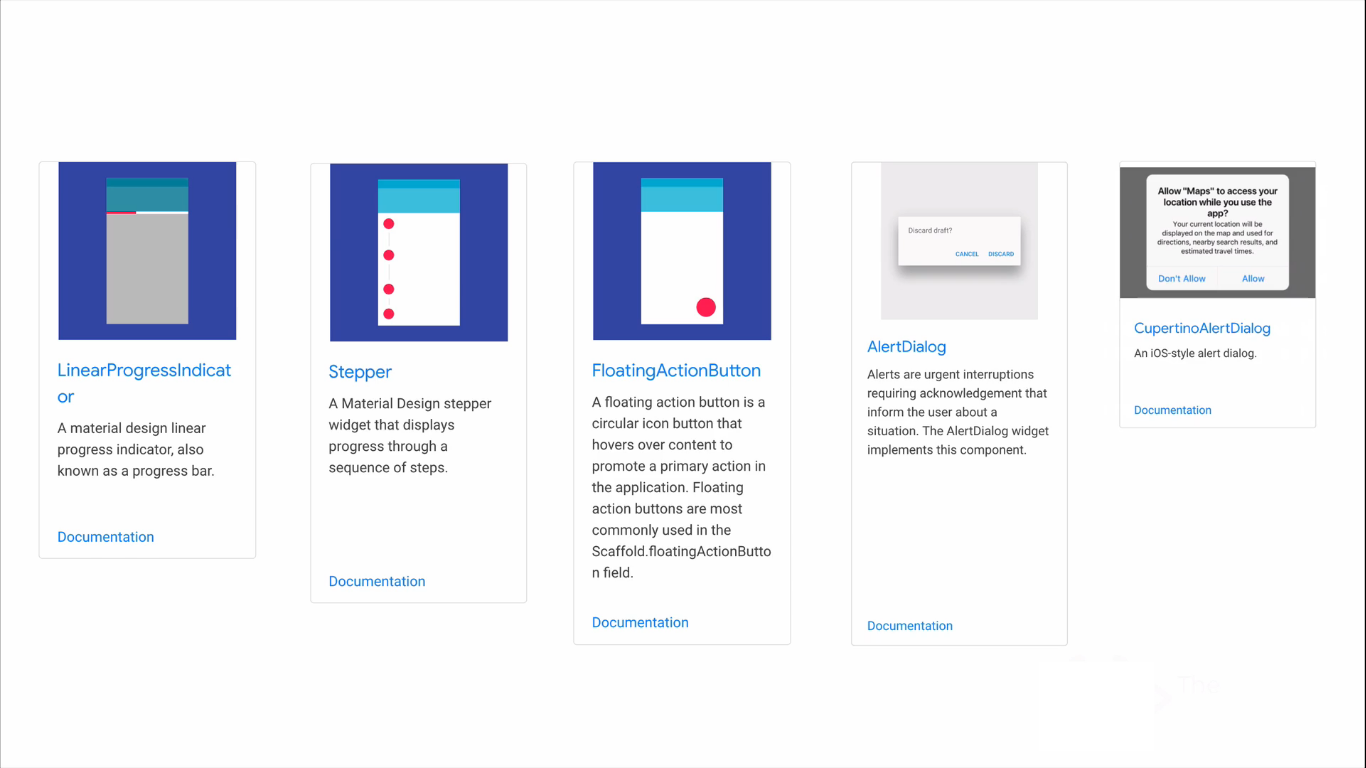 LinearProgressIndicat
or
A material design linear
progress indicator, also
known as a progress bar.
Documentation
Stepper
A Material Design stepper
widget that displays
progress through a
sequence of steps.
Documentation
FloatingActionButton
A floating action button is a
circular icon button that
hovers over content to
promote a primary action in
the application. Floating
action buttons are most
commonly used in the
Scaffold.floatingActionButto
n field.
Documentation
Discard draft?
CANCEL DISCARD
AlertDialog
Alerts are urgent interruptions
requiring acknowledgement that
inform the user about a
situation. The AlertDialog widget
implements this component.
Documentation
Allow "Maps" to access your
location while you use the
app?
Your current location will be
displayed on the map and used for
directions, nearby search results, and
estimated travel times.
Don't Allow Allow
CupertinoAlertDialog
An iOS-style alert dialog.
Documentation
The